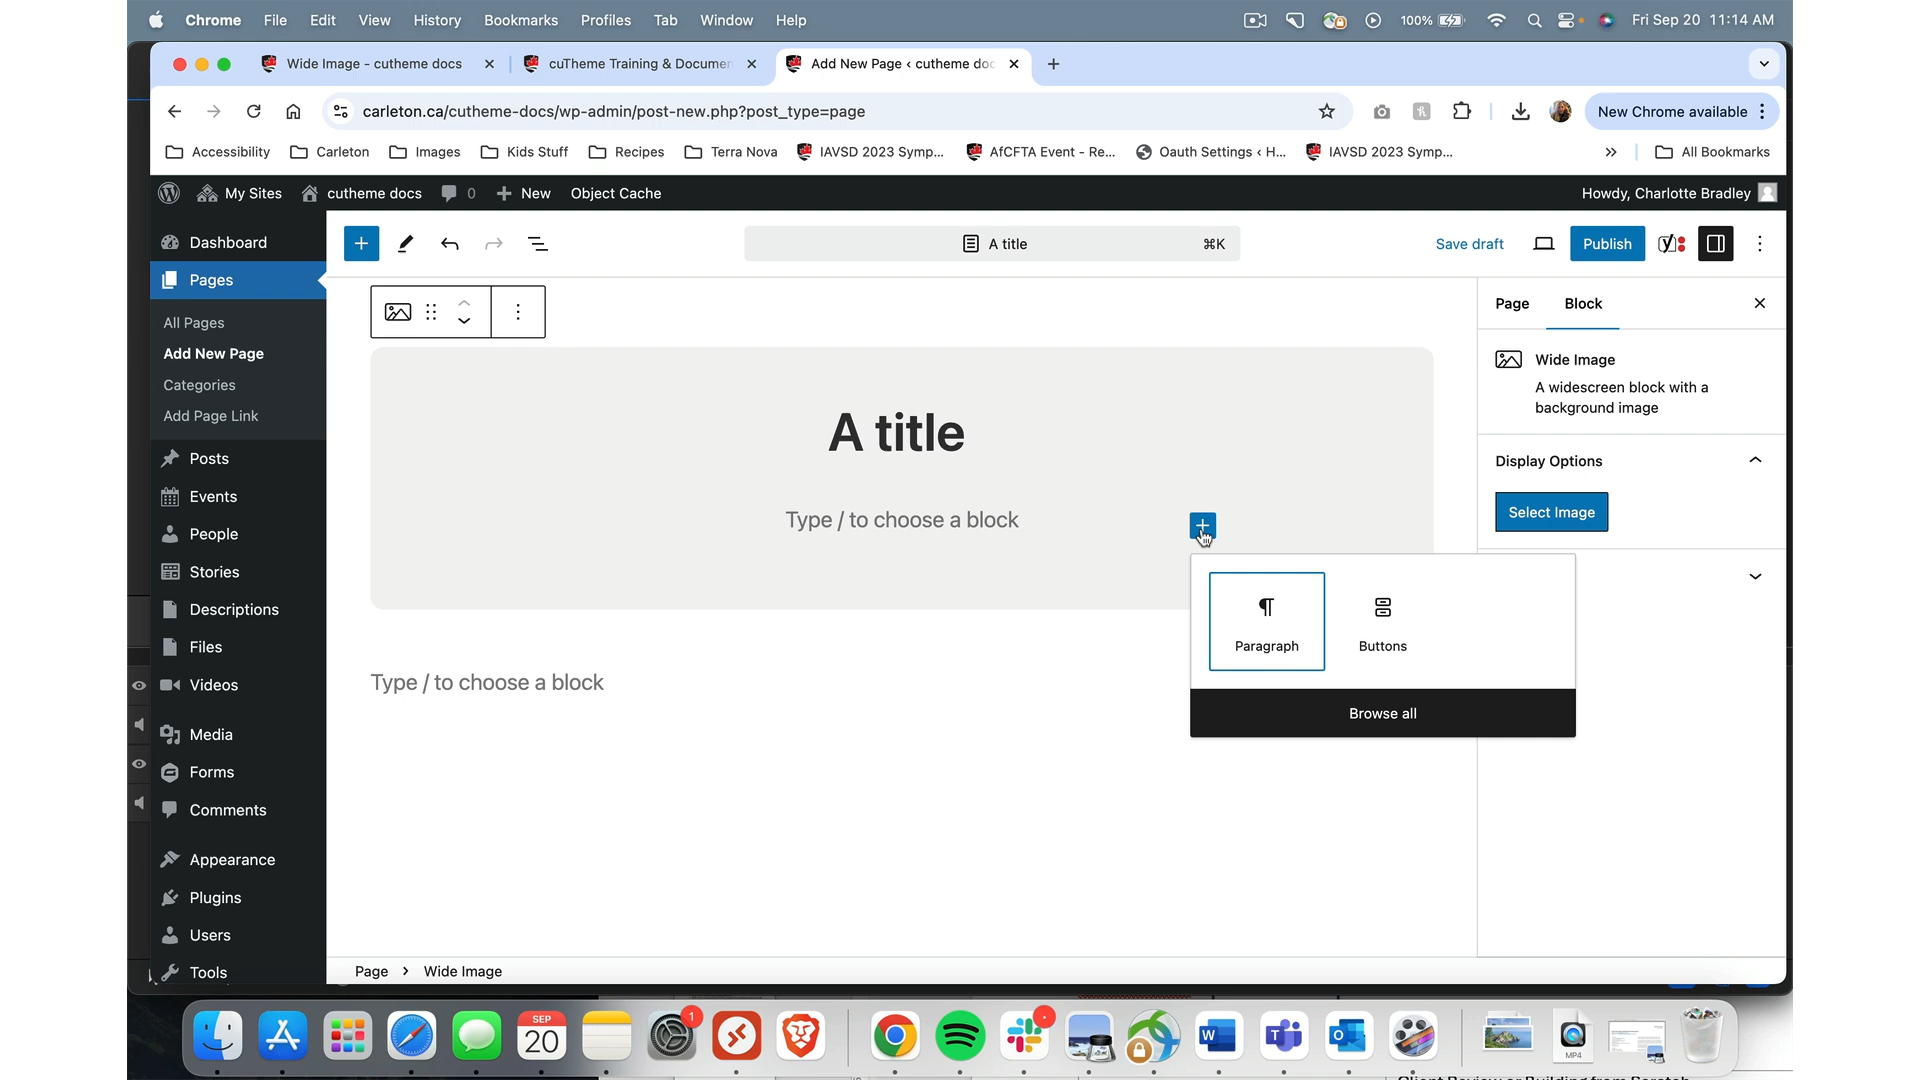 Chrome File Edit View History Bookmarks Profiles Tab Window Help 100% Fri Sep 20 11:14 AM
Wide Image - cutheme docs cuTheme Training & Documen Add New Page ‹ cutheme doc
carleton.ca/cutheme-docs/wp-admin/post-new.php?post_type=page New Chrome available
Accessibility Carleton Images Kids Stuff Recipes Terra Nova IAVSD 2023 Symp... AfCFTA Event - Re... Oauth Settings ‹ H... IAVSD 2023 Symp... » All Bookmarks
My Sites cutheme docs 0 New Object Cache Howdy, Charlotte Bradley
Dashboard
Pages
All Pages
Add New Page
Categories
Add Page Link
Posts
Events
People
Stories
Descriptions
Files
Videos
Media
Forms
Comments
Appearance
Plugins
Users
Tools
A title ⌘K
Save draft Publish
A title
Type / to choose a block
Type / to choose a block
Paragraph Buttons
Browse all
Page Block
Wide Image
A widescreen block with a
background image
Display Options
Select Image
Page › Wide Image
SEP
20
1
MP4